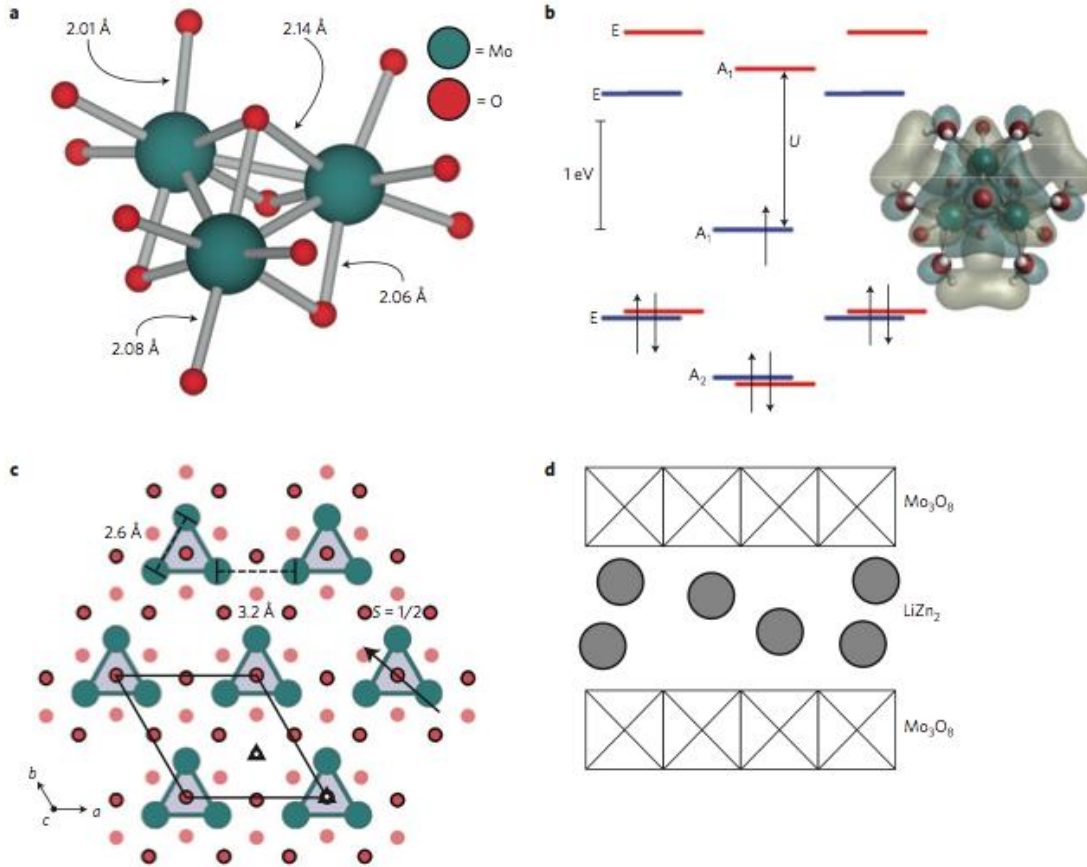 a
2.01 Å
2.14 Å
= Mo
= O
2.06 Å
2.08 Å
b
E
A1
E
U
1 eV
A1
E
A2
c
2.6 Å
3.2 Å
S = 1/2
b
a
c
d
Mo3O8
LiZn2
Mo3O8